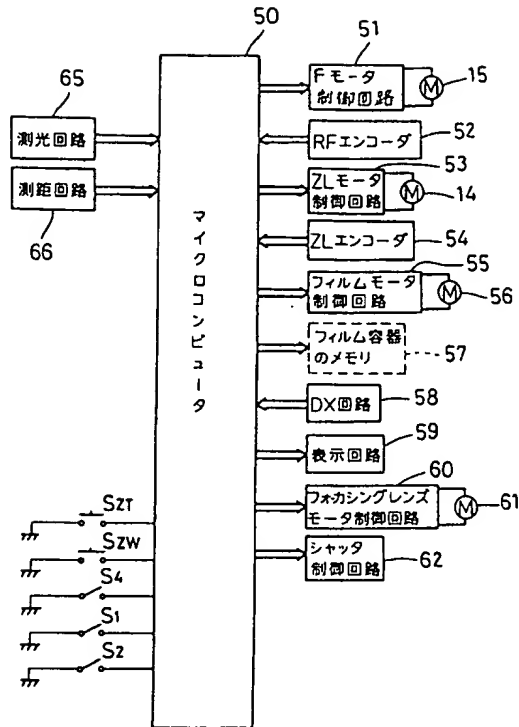 50
51
Fモータ
制御回路
15
65
測光回路
RFエンコーダ
52
53
測距回路
ZLモータ
制御回路
14
66
ZLエンコーダ
54
55
マイクロコンピュータ
フィルムモータ
制御回路
56
フィルム容器
のメモリ
57
DX回路
58
表示回路
59
60
フォカシングレンズ
モータ制御回路
61
シャッタ
制御回路
62
SZT
SZW
S4
S1
S2
M
M
M
M